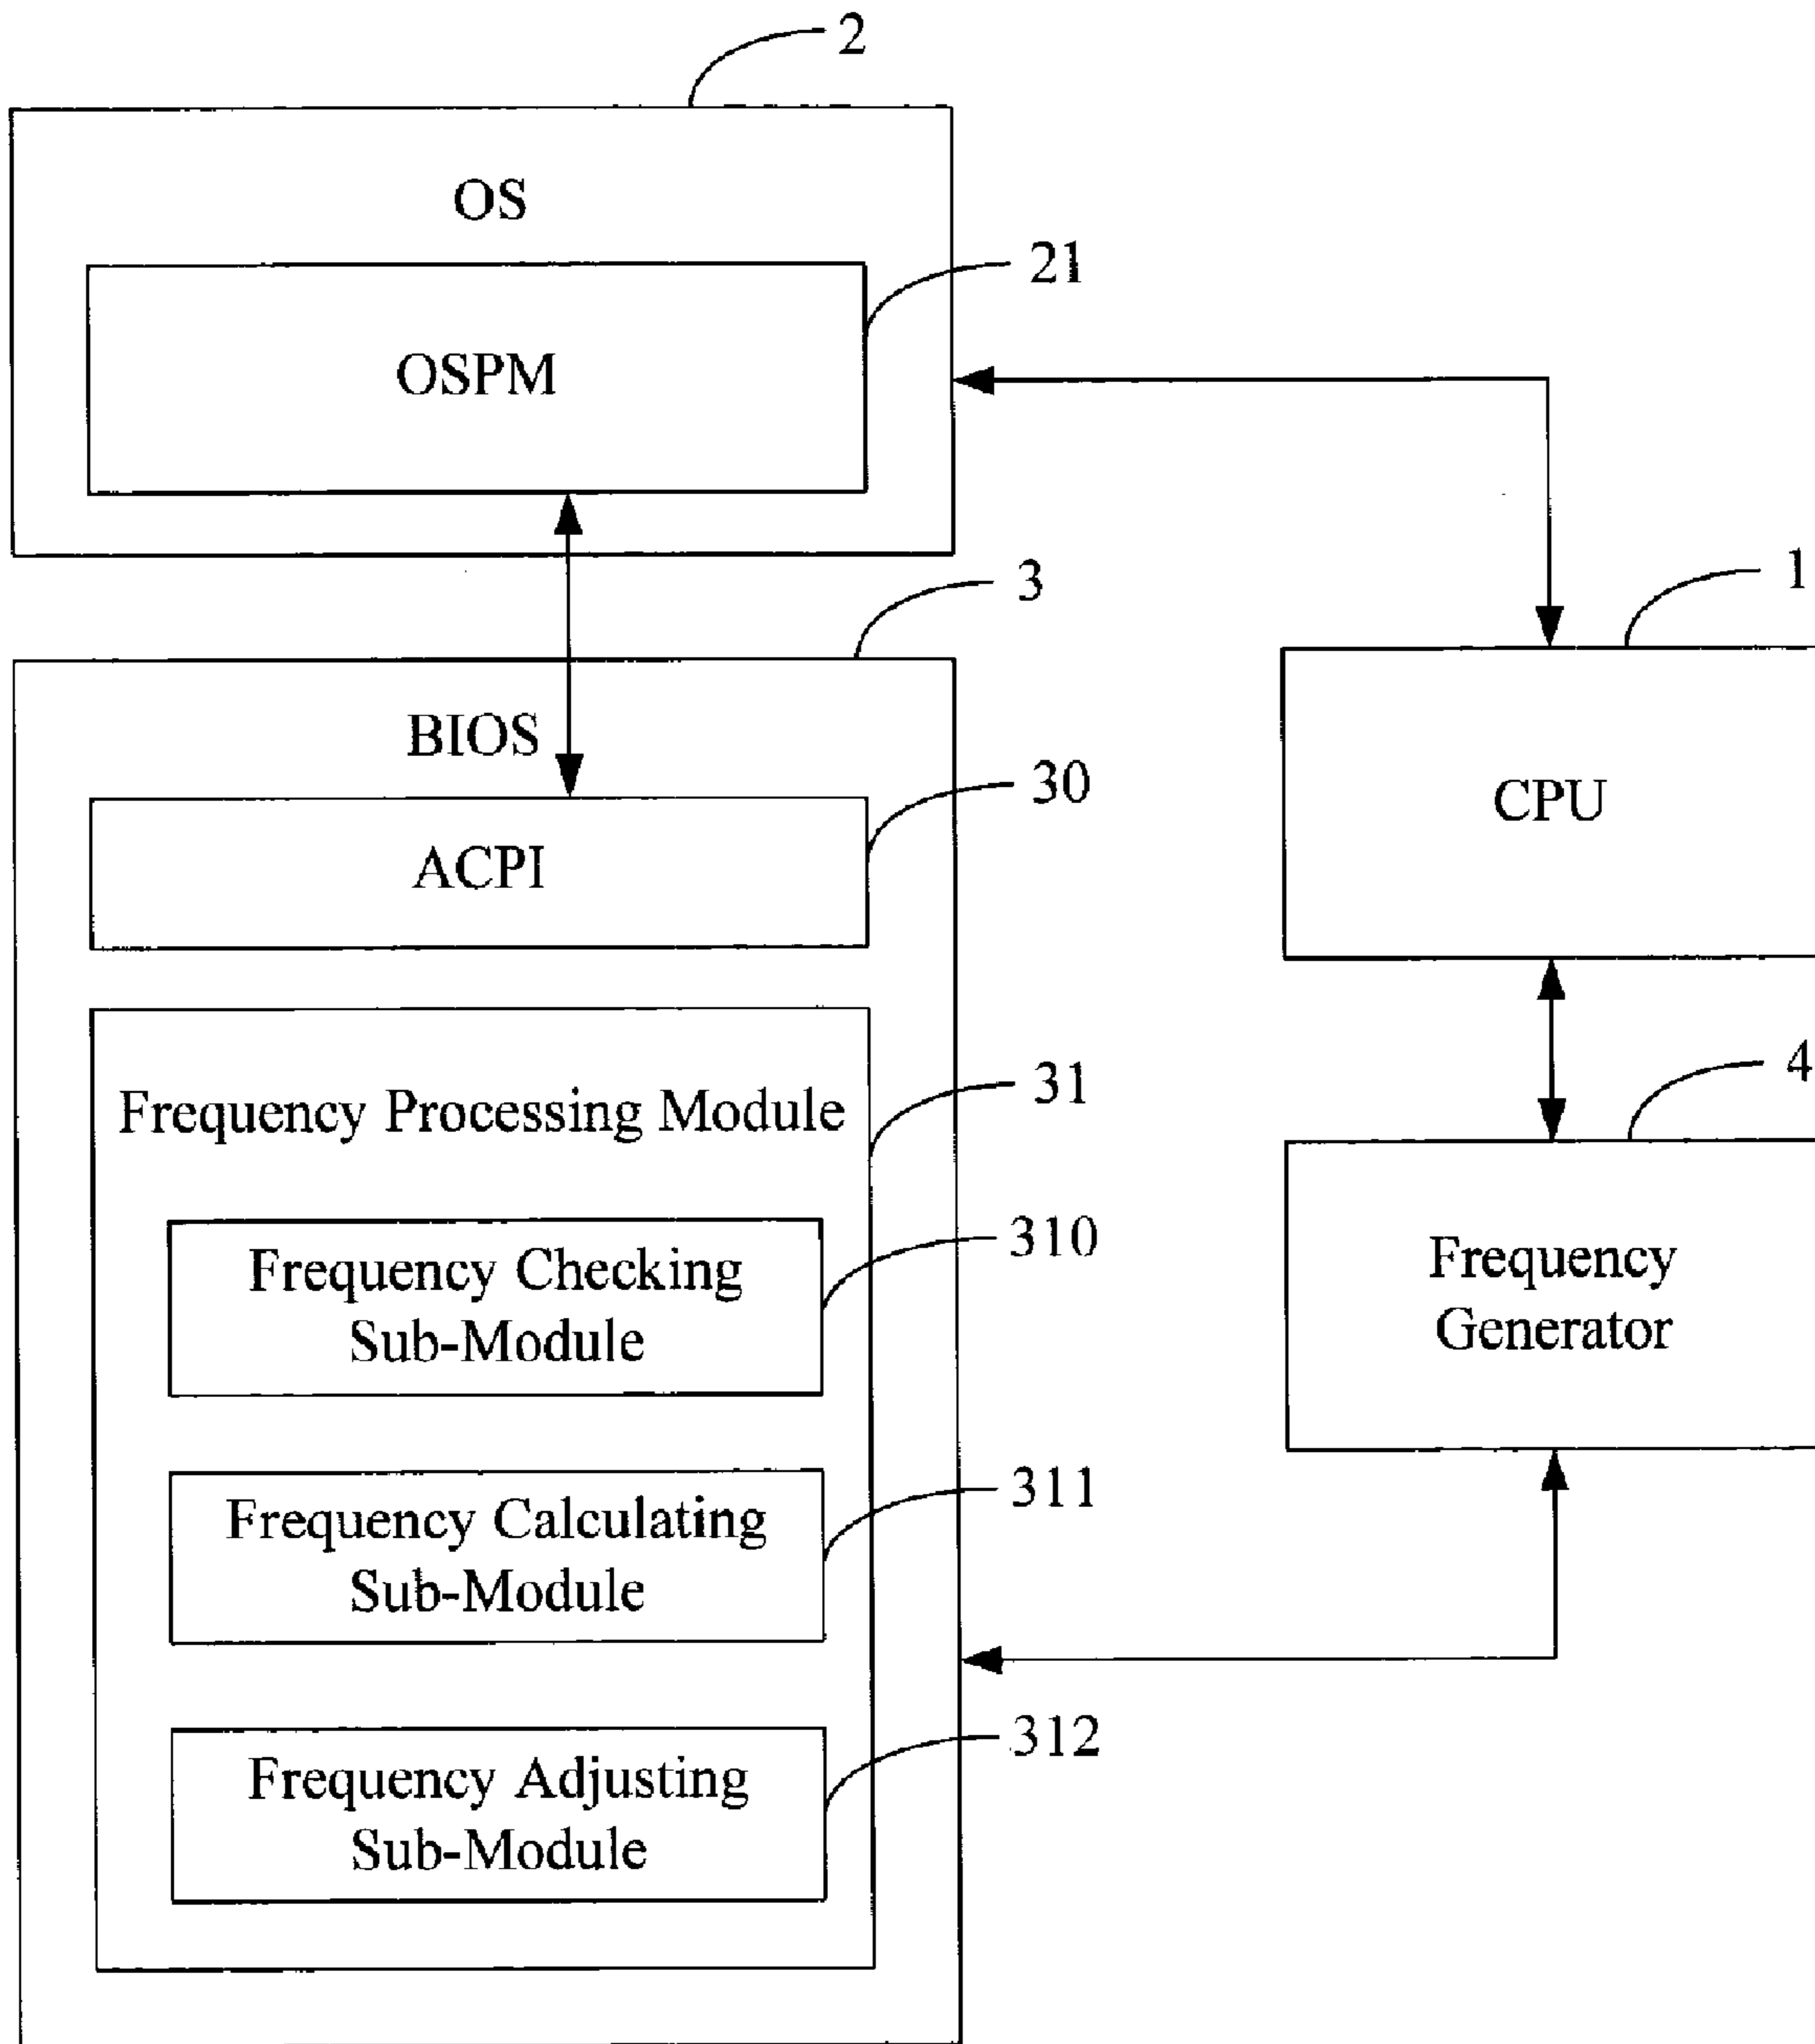 2
OS
21
OSPM
3
1
BIOS
30
CPU
ACPI
4
31
Frequency Processing Module
310
Frequency Checking
Sub-Module
Frequency
Generator
311
Frequency Calculating
Sub-Module
312
Frequency Adjusting
Sub-Module